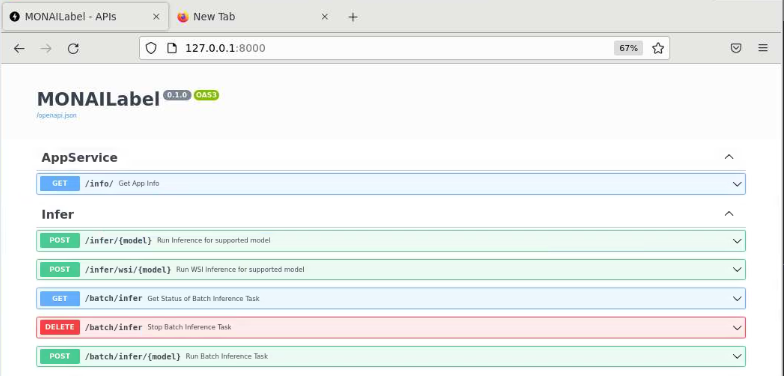 MONAILabel - APIs
New Tab
127.0.0.1:8000
67%
MONAILabel 0.1.0 OAS3
/openapi.json
AppService
GET /info/ Get App Info
Infer
POST /infer/{model} Run Inference for supported model
POST /infer/wsi/{model} Run WSI Inference for supported model
GET /batch/infer Get Status of Batch Inference Task
DELETE /batch/infer Stop Batch Inference Task
POST /batch/infer/{model} Run Batch Inference Task